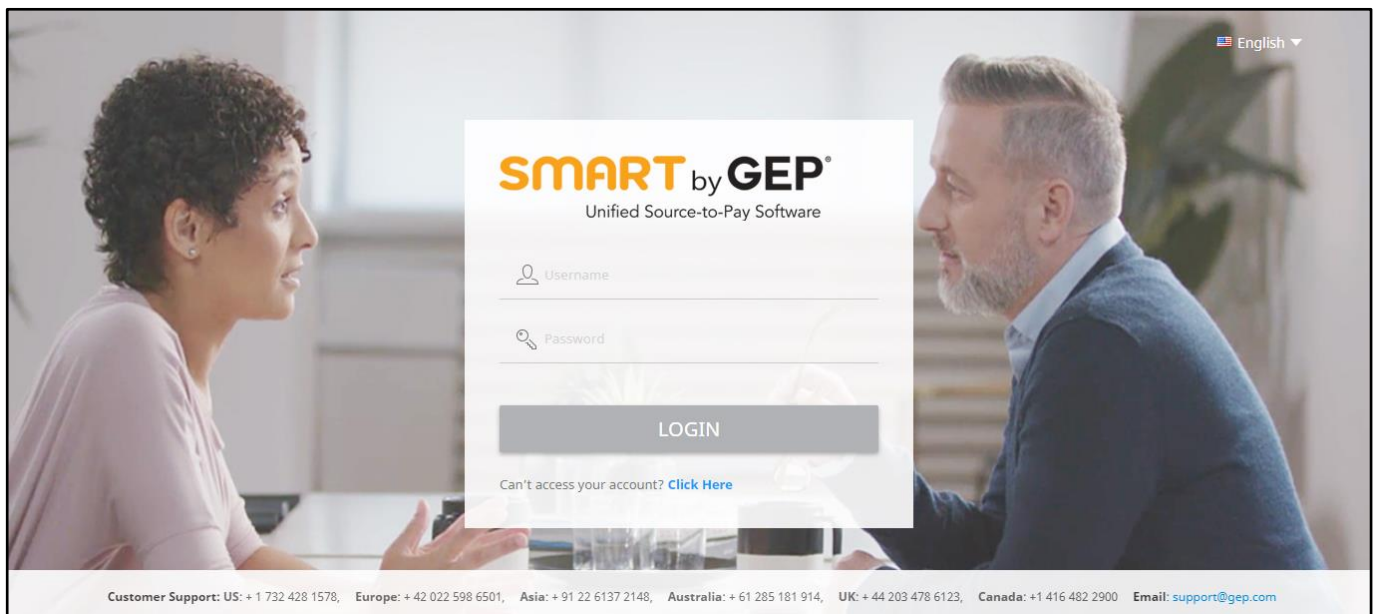 English
SMART by GEP®
Unified Source-to-Pay Software
Username
Password
LOGIN
Can't access your account? Click Here
Customer Support: US: + 1 732 428 1578, Europe: + 42 022 598 6501, Asia: + 91 22 6137 2148, Australia: + 61 285 181 914, UK: + 44 203 478 6123, Canada: +1 416 482 2900 Email: support@gep.com